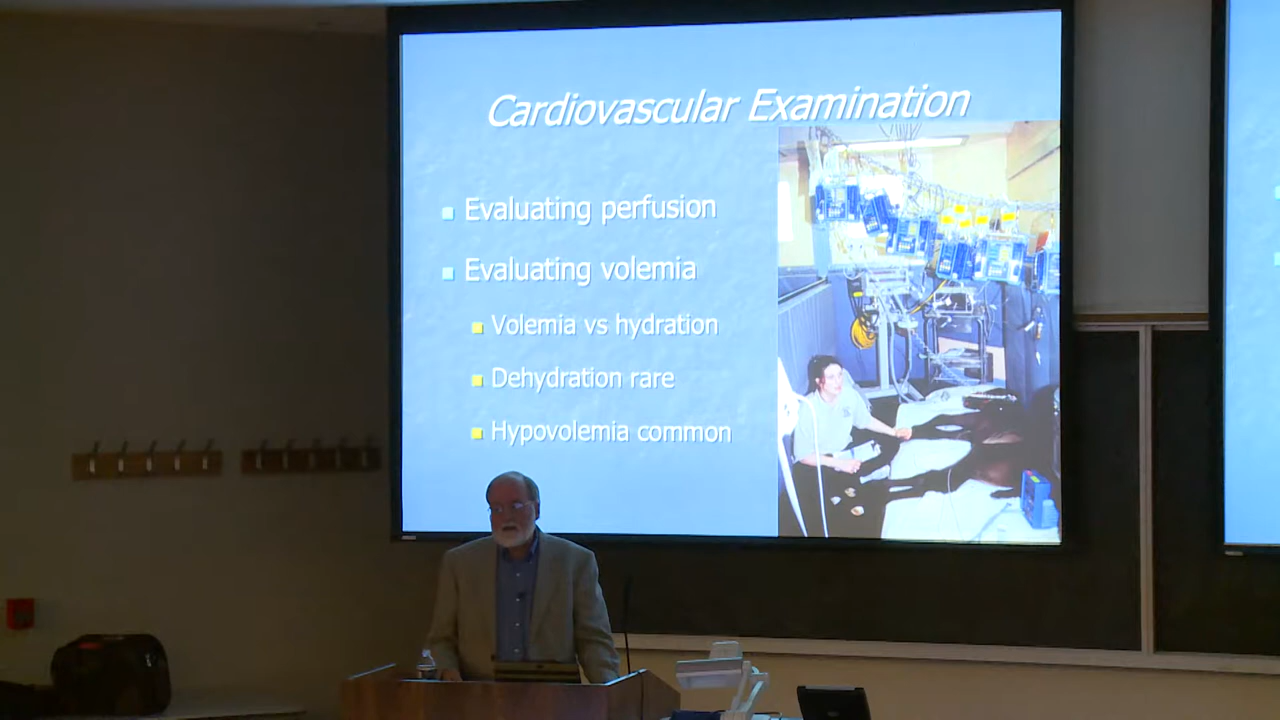 Cardiovascular Examination
Evaluating perfusion
Evaluating volemia
Volemia vs hydration
Dehydration rare
Hypovolemia common